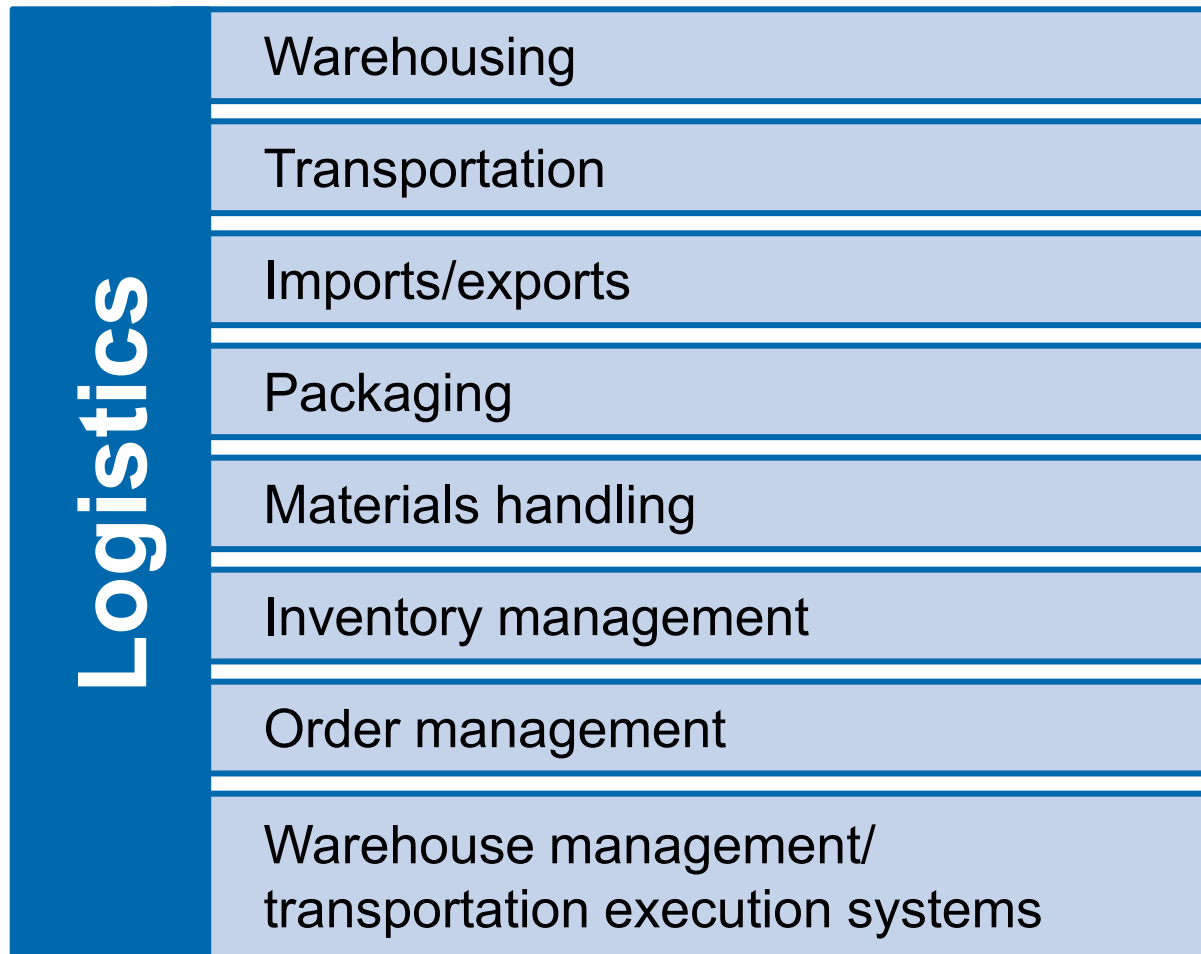 Logistics
Warehousing
Transportation
Imports/exports
Packaging
Materials handling
Inventory management
Order management
Warehouse management/
transportation execution systems